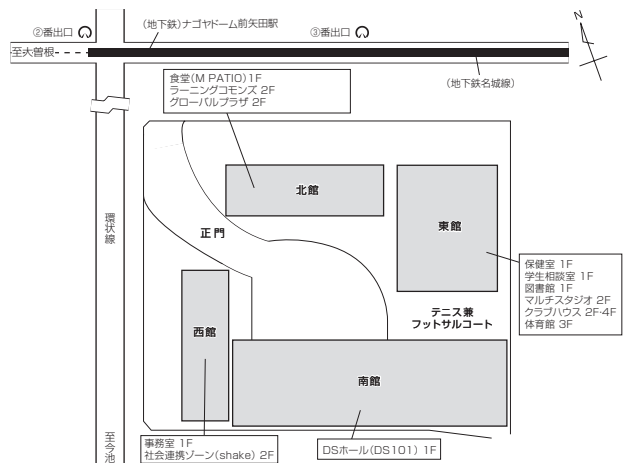 ②番出口
(地下鉄)ナゴヤドーム前矢田駅
③番出口
N
至大曽根
(地下鉄名城線)
食堂(M PATIO)1F
ラーニングコモンズ 2F
グローバルプラザ 2F
北館
東館
環状線
正門
保健室 1F
学生相談室 1F
図書館 1F
マルチスタジオ 2F
クラブハウス 2F・4F
体育館 3F
テニス兼
フットサルコート
西館
南館
至今池
事務室 1F
社会連携ゾーン(shake) 2F
DSホール(DS101) 1F